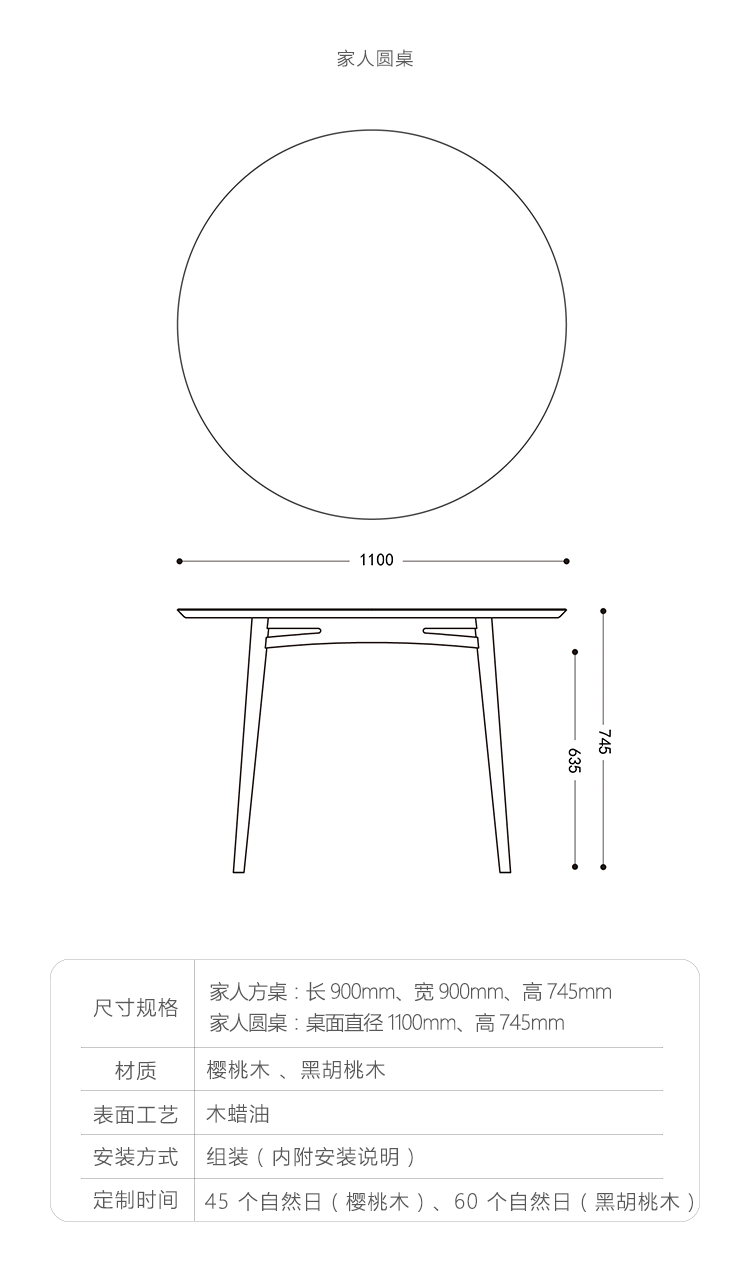 家人圆桌
1100
745
635
尺寸规格
家人方桌：长 900mm、宽 900mm、高 745mm
家人圆桌：桌面直径 1100mm、高 745mm
材质
樱桃木 、黑胡桃木
表面工艺
木蜡油
安装方式
组装（内附安装说明）
定制时间
45 个自然日（樱桃木）、60 个自然日（黑胡桃木）